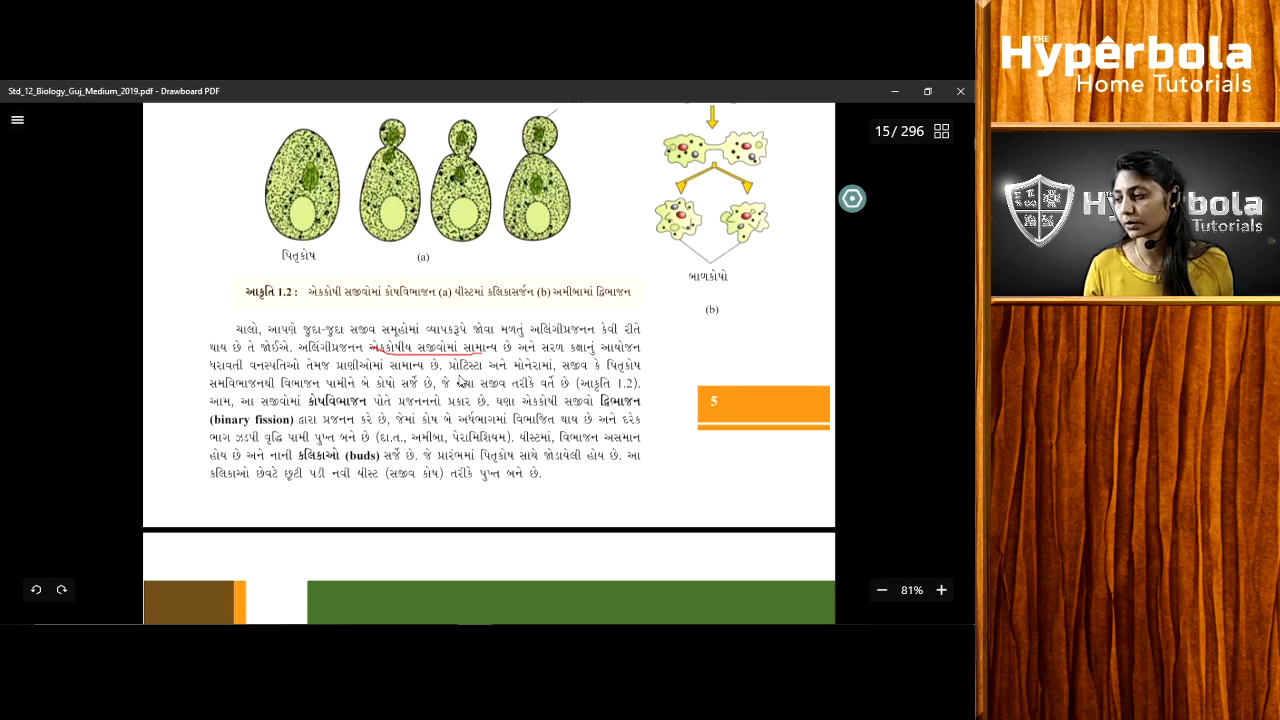 THE
Hypêrbola
Home Tutorials
Std_12_Biology_Guj_Medium_2019.pdf - Drawboard PDF
15 / 296
પિતૃકોષ
(a)
બાળકોષો
(b)
આકૃતિ 1.2 : એકકોષી સજીવોમાં કોષવિભાજન (a) યીસ્ટમાં કલિકાસર્જન (b) અમીબામાં દ્વિભાજન
ચાલો, આપણે જુદા-જુદા સજીવ સમૂહોમાં વ્યાપકરૂપે જોવા મળતું અલિંગીપ્રજનન કેવી રીતે
થાય છે તે જોઈએ. અલિંગીપ્રજનન એકકોષીય સજીવોમાં સામાન્ય છે અને સરળ કક્ષાનું આયોજન
ધરાવતી વનસ્પતિઓ તેમજ પ્રાણીઓમાં સામાન્ય છે. પ્રોટિસ્ટા અને મોનેરામાં, સજીવ કે પિતૃકોષ
સમવિભાજનથી વિભાજન પામીને બે કોષો સર્જે છે, જે નવા સજીવ તરીકે વર્તે છે (આકૃતિ 1.2).
આમ, આ સજીવોમાં કોષવિભાજન પોતે પ્રજનનનો પ્રકાર છે. ઘણા એકકોષી સજીવો દ્વિભાજન
(binary fission) દ્વારા પ્રજનન કરે છે, જેમાં કોષ બે અર્ધભાગમાં વિભાજિત થાય છે અને દરેક
ભાગ ઝડપી વૃદ્ધિ પામી પુખ્ત બને છે (દા.ત., અમીબા, પેરામિશિયમ). યીસ્ટમાં, વિભાજન અસમાન
હોય છે અને નાની કલિકાઓ (buds) સર્જે છે. જે પ્રારંભમાં પિતૃકોષ સાથે જોડાયેલી હોય છે. આ
કલિકાઓ છેવટે છૂટી પડી નવી યીસ્ટ (સજીવ કોષ) તરીકે પુખ્ત બને છે.
5
81%